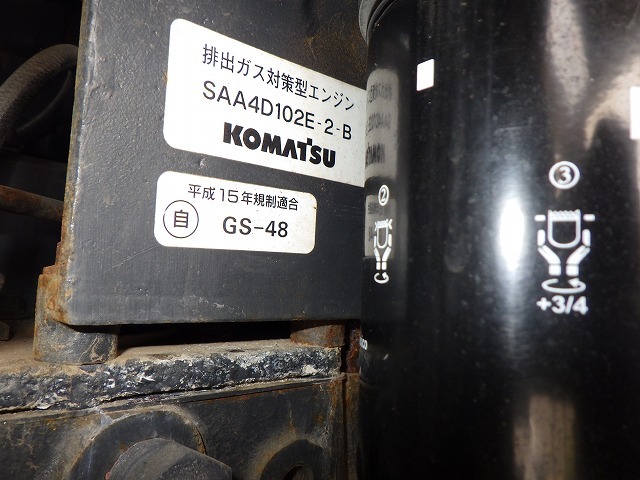 排出ガス対策型エンジン
SAA4D102E-2-B
KOMATSU
平成15年規制適合
自 GS-48
②
③
+3/4